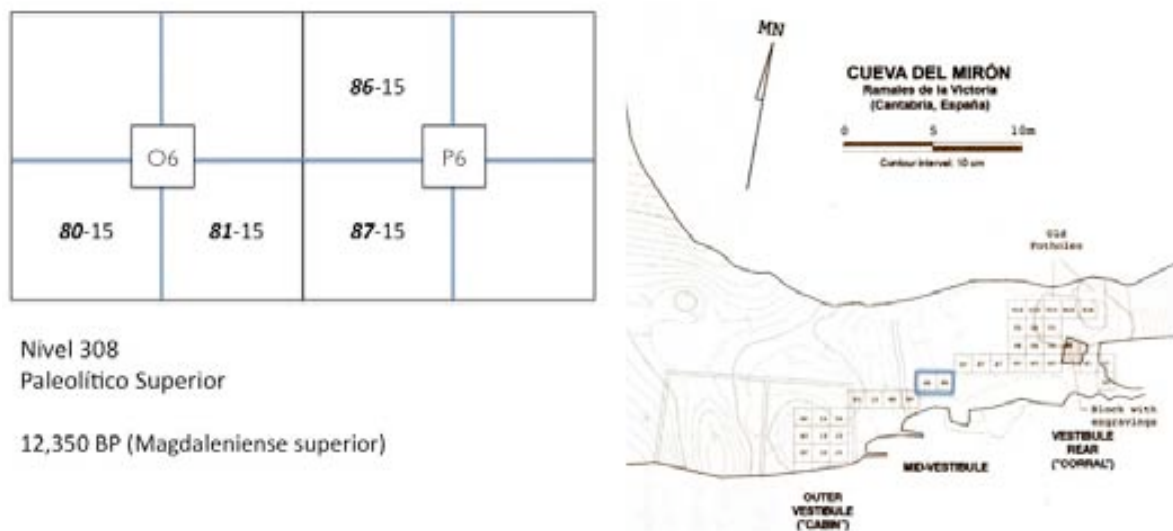 86-15
O6
P6
80-15
81-15
87-15
Nivel 308
Paleolítico Superior
12,350 BP (Magdaleniense superior)
MN
CUEVA DEL MIRÓN
Ramales de la Victoria
(Cantabria, España)
0 5 10m
Contour interval: 10 cm
Old
Potholes
Block with
engravings
VESTIBULE
REAR
("CORRAL")
MID-VESTIBULE
OUTER
VESTIBULE
("CABIN")